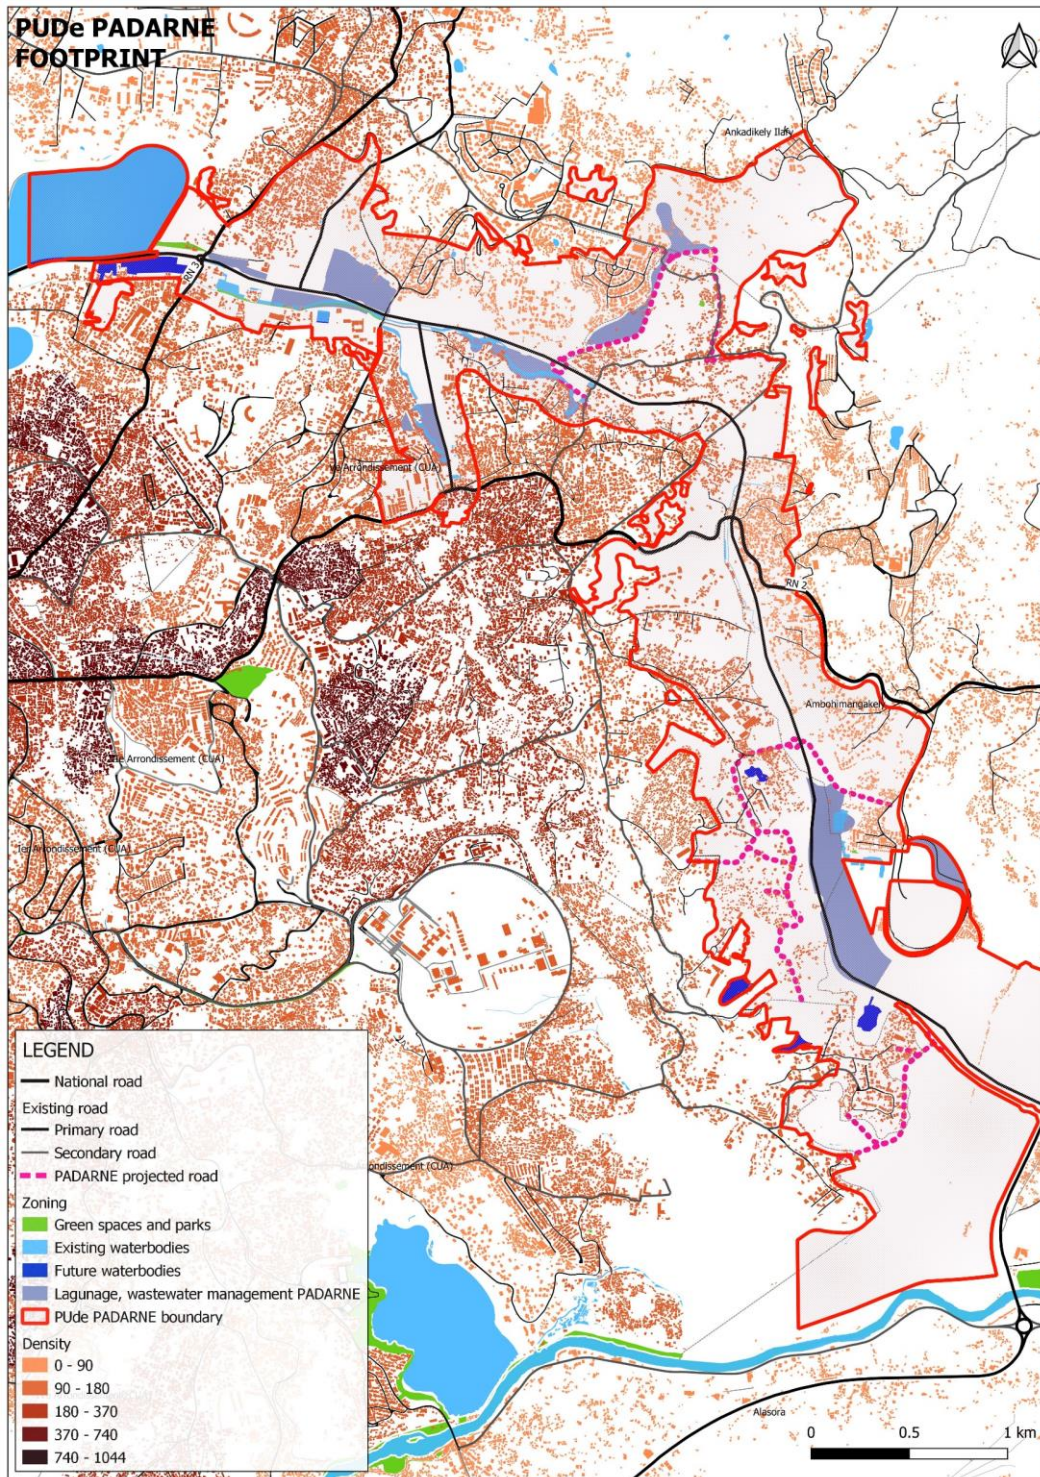 PUDe PADARNE
FOOTPRINT
Ankadikely Ilafy
RN 3
Arrondissement (CUA)
RN 2
Ambohimangakely
Arrondissement (CUA)
1er Arrondissement (CUA)
Arrondissement (CUA)
Alasora
LEGEND
National road
Existing road
Primary road
Secondary road
PADARNE projected road
Zoning
Green spaces and parks
Existing waterbodies
Future waterbodies
Lagunage, wastewater management PADARNE
PUde PADARNE boundary
Density
0 - 90
90 - 180
180 - 370
370 - 740
740 - 1044
0 0.5 1 km